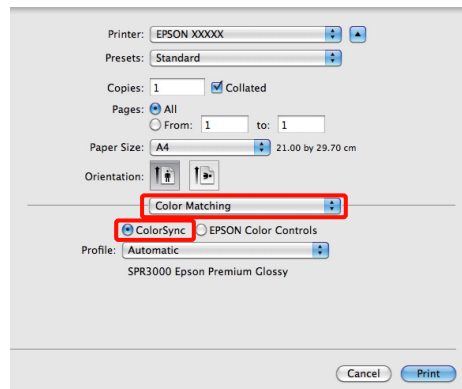 Printer: EPSON XXXXX
Presets: Standard
Copies: 1 Collated
Pages: All
From: 1 to: 1
Paper Size: A4 21.00 by 29.70 cm
Orientation:
Color Matching
ColorSync EPSON Color Controls
Profile: Automatic
SPR3000 Epson Premium Glossy
Cancel Print